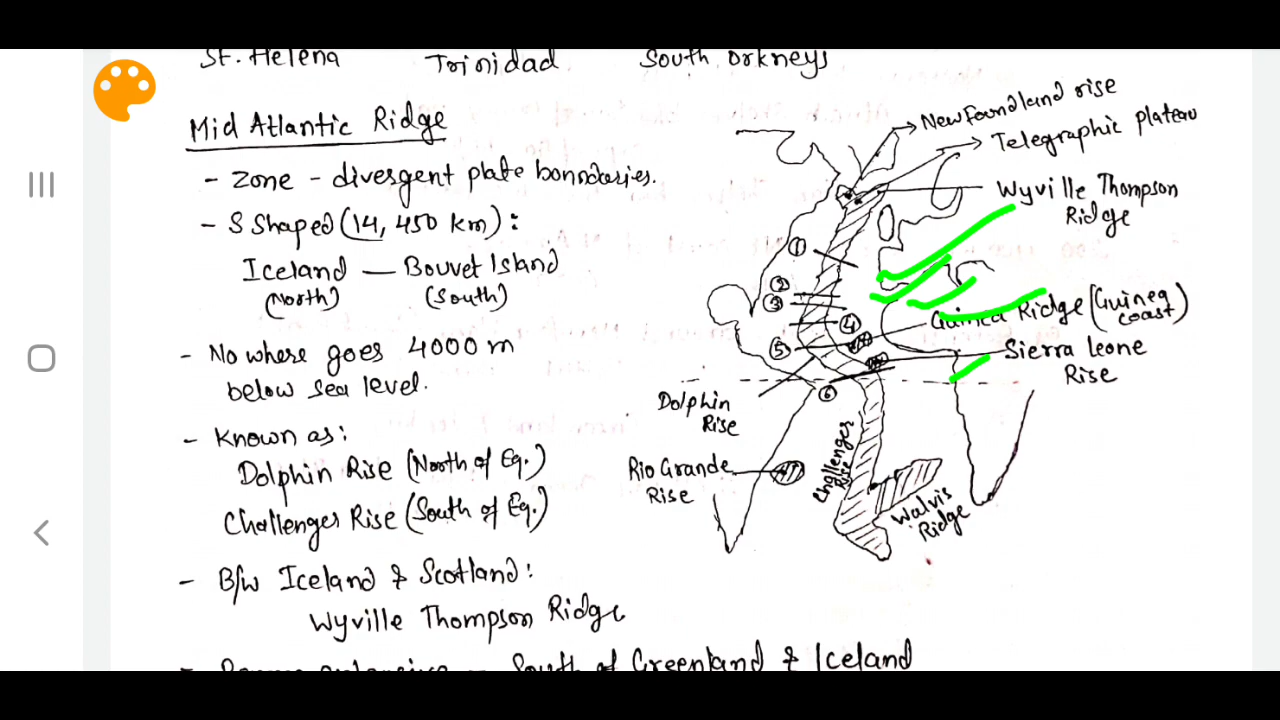 St. Helena Trinidad South Orkneys
Mid Atlantic Ridge
- Zone - divergent plate boundaries.
- S Shaped (14,450 km):
Iceland — Bouvet Island
(North) (South)
- No where goes 4000 m
below sea level.
- Known as:
Dolphin Rise (North of Eq.)
Challenger Rise (South of Eq.)
- B/w Iceland & Scotland:
Wyville Thompson Ridge
South of Greenland & Iceland
New Foundland rise
Telegraphic plateau
Wyville Thompson
Ridge
1
2
3
4
5
Guinea Ridge (Guinea
coast)
Sierra Leone
Rise
6
Dolphin
Rise
Rio Grande
Rise
Challenger
Rise
Walvis
Ridge